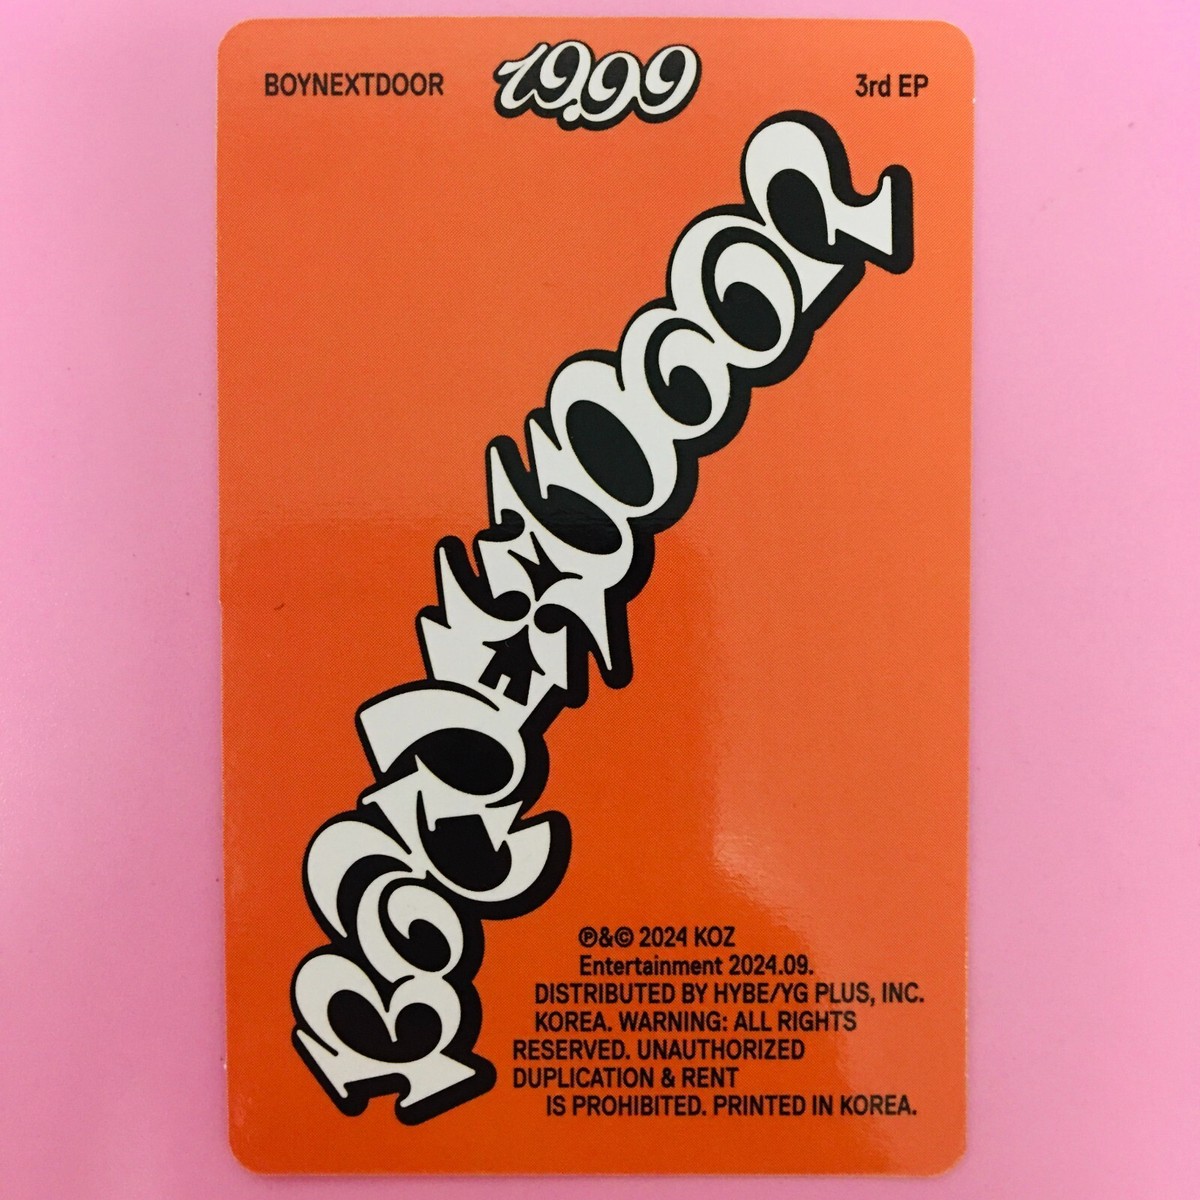 BOYNEXTDOOR
19.99
3rd EP
BOYNEXTDOOR
℗&© 2024 KOZ
Entertainment 2024.09.
DISTRIBUTED BY HYBE/YG PLUS, INC.
KOREA. WARNING: ALL RIGHTS
RESERVED. UNAUTHORIZED
DUPLICATION & RENT
IS PROHIBITED. PRINTED IN KOREA.